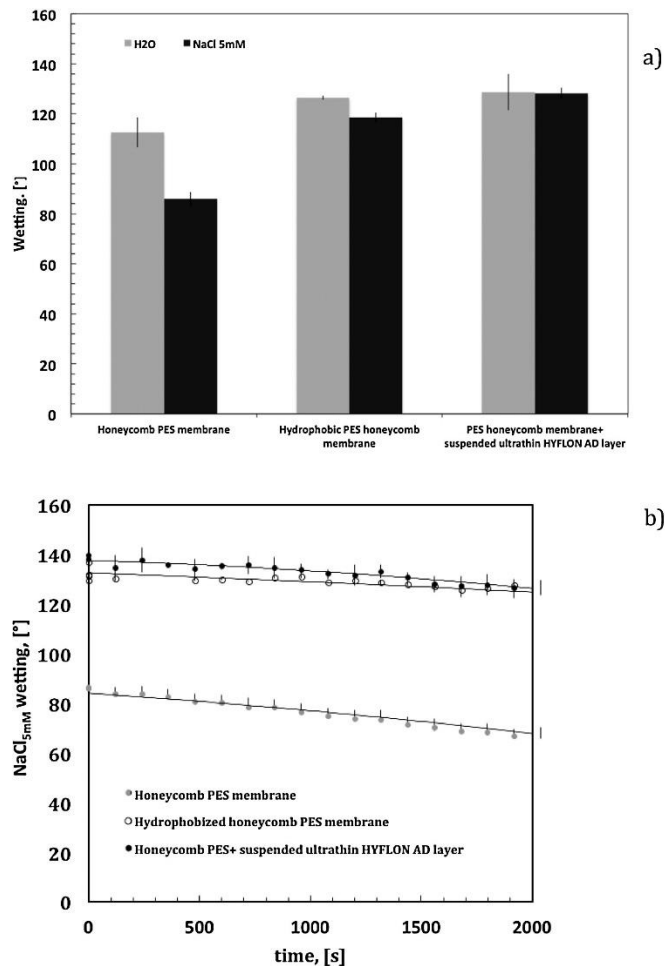 a)
H2O NaCl 5mM
160
140
120
100
80
60
40
20
0
Wetting. [°]
Honeycomb PES membrane
Hydrophobic PES honeycomb
membrane
PES honeycomb membrane+
suspended ultrathin HYFLON AD layer
b)
160
140
120
100
80
60
40
20
0
NaCl5mM wetting, [°]
Honeycomb PES membrane
Hydrophobized honeycomb PES membrane
Honeycomb PES+ suspended ultrathin HYFLON AD layer
0 500 1000 1500 2000
time, [s]